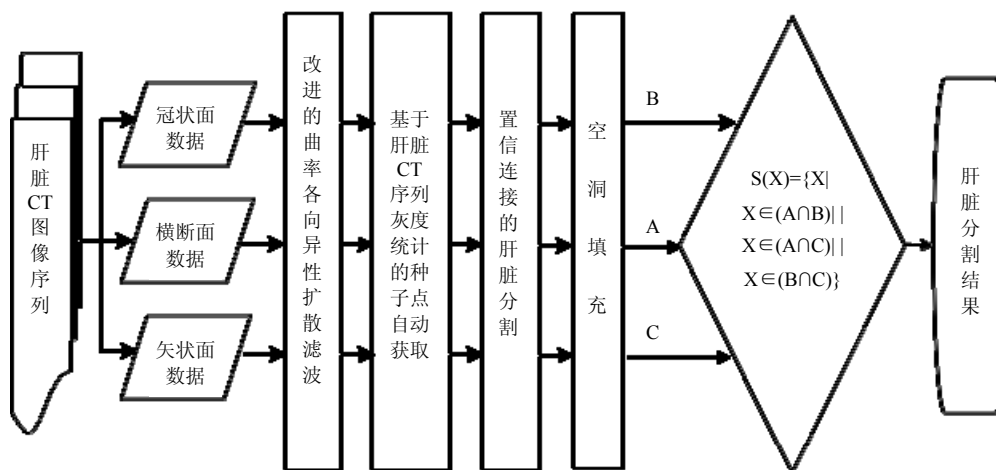 肝脏CT图像序列
冠状面
数据
横断面
数据
矢状面
数据
改进的曲率各向异性扩散滤波
基于
肝脏
CT
序列
灰度
统计
的种
子点
自动
获取
置信连接的肝脏分割
空洞填充
B
A
C
S(X)={X|
X∈(A∩B)||
X∈(A∩C)||
X∈(B∩C)}
肝脏分割结果